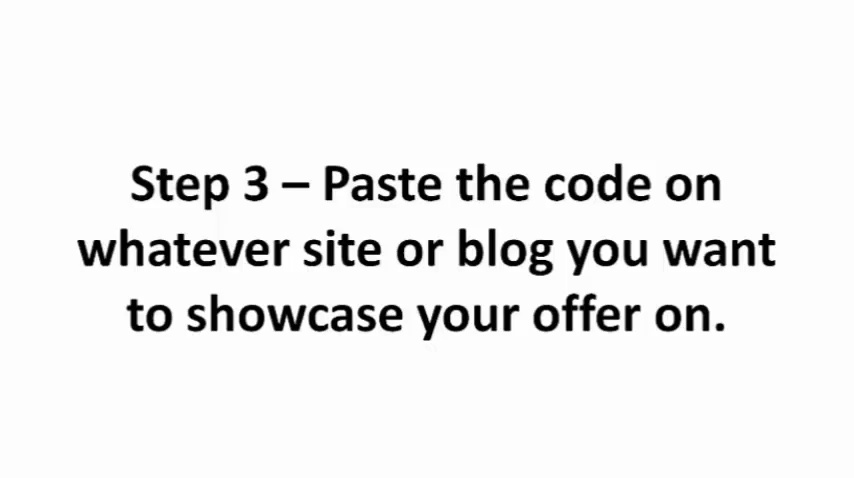 Step 3 – Paste the code on
whatever site or blog you want
to showcase your offer on.